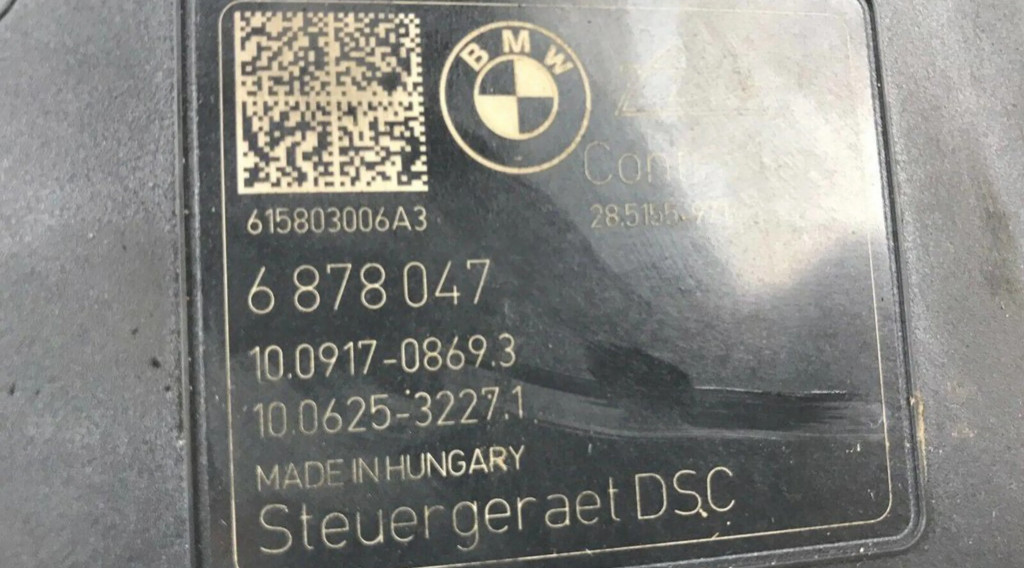 BMW
615803006A3
6 878 047
10.0917-0869.3
10.0625-3227.1
MADE IN HUNGARY
Steuergeraet DSC